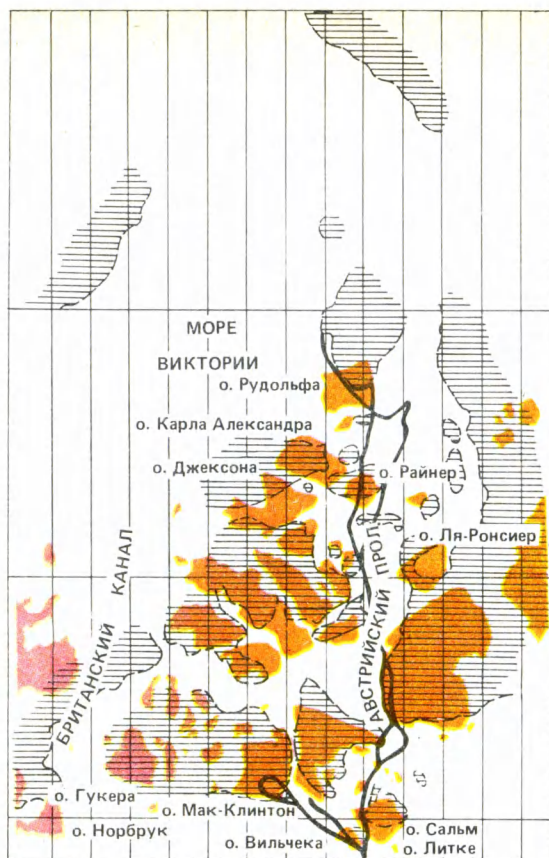 МОРЕ
ВИКТОРИИ
о. Рудольфа
о. Карла Александра
о. Джексона
о. Райнер
о. Ля-Ронсиер
АВСТРИЙСКИЙ ПРОЛ.
БРИТАНСКИЙ КАНАЛ
о. Гукера
о. Мак-Клинтон
о. Норбрук
о. Вильчека
о. Сальм
о. Литке